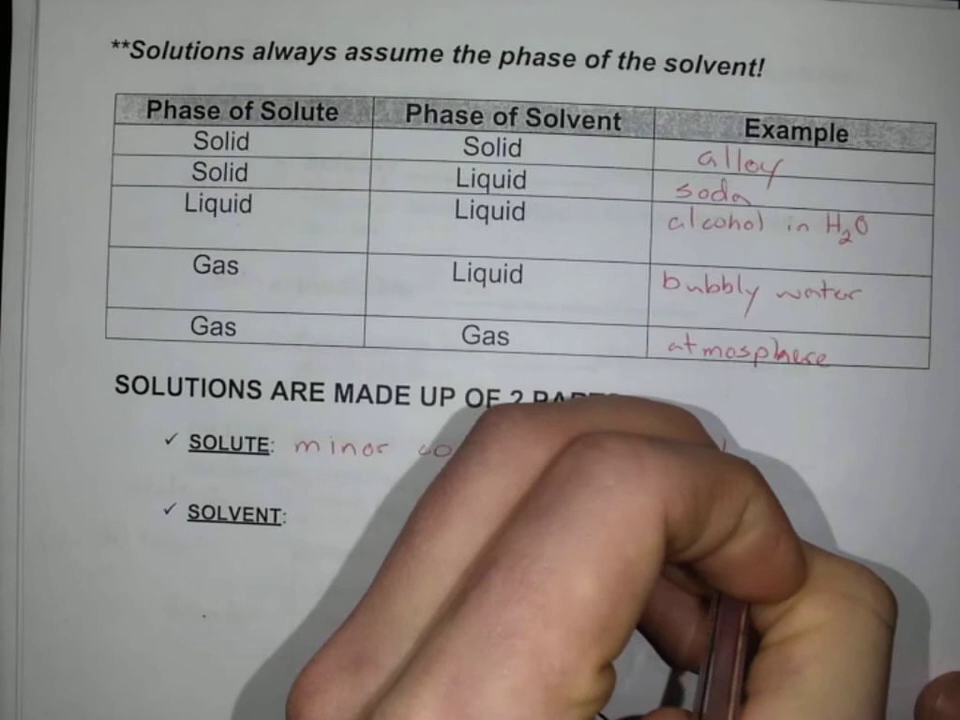 **Solutions always assume the phase of the solvent!
Phase of Solute Phase of Solvent Example
Solid Solid alloy
Solid Liquid soda
Liquid Liquid alcohol in H₂O
Gas Liquid bubbly water
Gas Gas atmosphere
SOLUTIONS ARE MADE UP OF 2
✓ SOLUTE: minor
✓ SOLVENT: